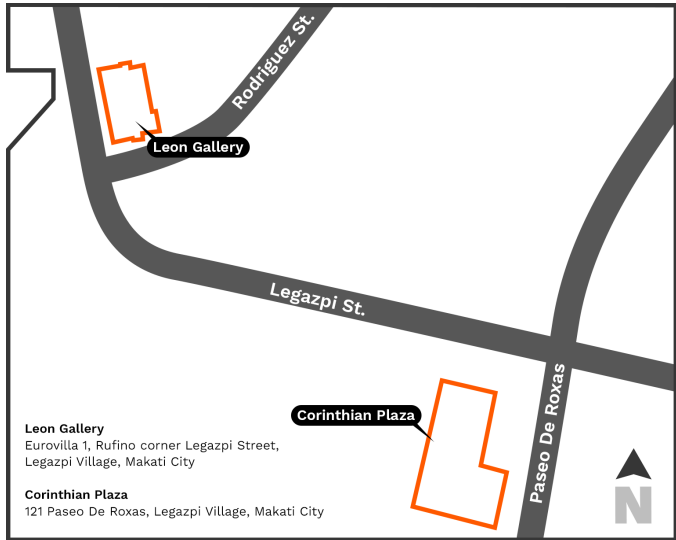 Rodriguez St.
Leon Gallery
Legazpi St.
Corinthian Plaza
Paseo De Roxas
Leon Gallery
Eurovilla 1, Rufino corner Legazpi Street,
Legazpi Village, Makati City
Corinthian Plaza
121 Paseo De Roxas, Legazpi Village, Makati City
N